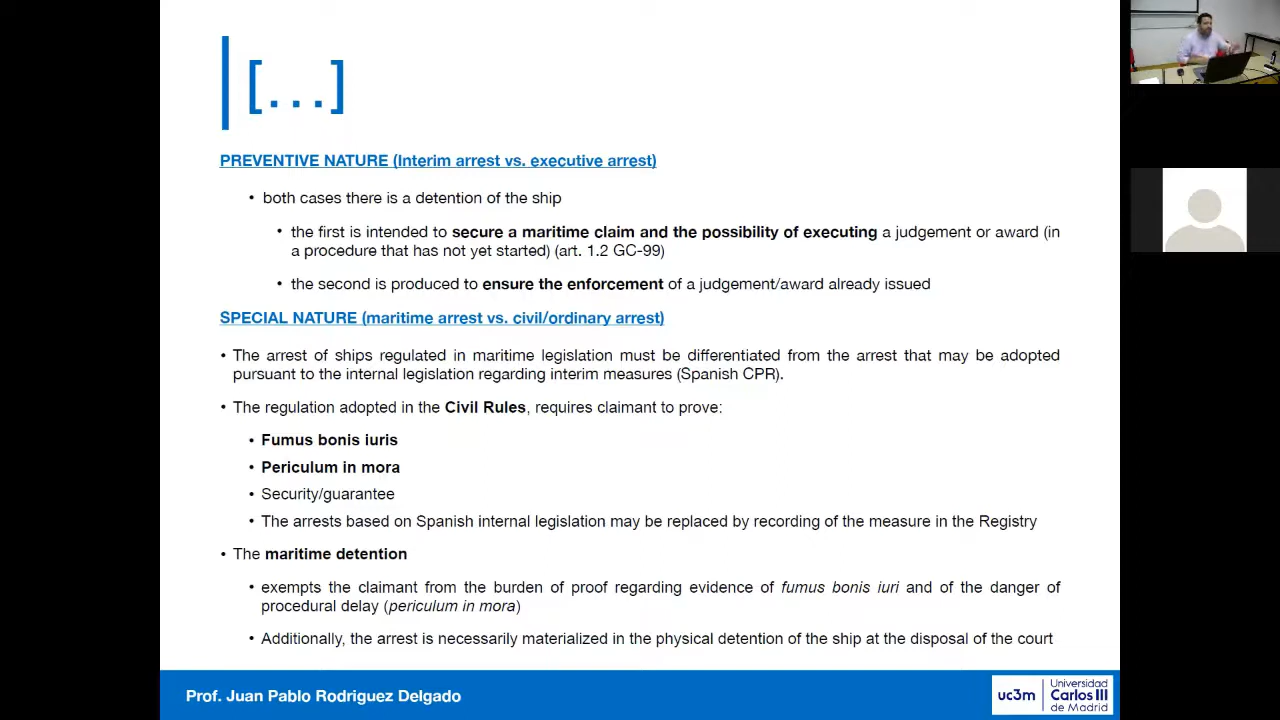 [...]
PREVENTIVE NATURE (Interim arrest vs. executive arrest)
• both cases there is a detention of the ship
• the first is intended to secure a maritime claim and the possibility of executing a judgement or award (in
a procedure that has not yet started) (art. 1.2 GC-99)
• the second is produced to ensure the enforcement of a judgement/award already issued
SPECIAL NATURE (maritime arrest vs. civil/ordinary arrest)
• The arrest of ships regulated in maritime legislation must be differentiated from the arrest that may be adopted
pursuant to the internal legislation regarding interim measures (Spanish CPR).
• The regulation adopted in the Civil Rules, requires claimant to prove:
• Fumus bonis iuris
• Periculum in mora
• Security/guarantee
• The arrests based on Spanish internal legislation may be replaced by recording of the measure in the Registry
• The maritime detention
• exempts the claimant from the burden of proof regarding evidence of fumus bonis iuri and of the danger of
procedural delay (periculum in mora)
• Additionally, the arrest is necessarily materialized in the physical detention of the ship at the disposal of the court
Prof. Juan Pablo Rodriguez Delgado
uc3m
Universidad
Carlos III
de Madrid